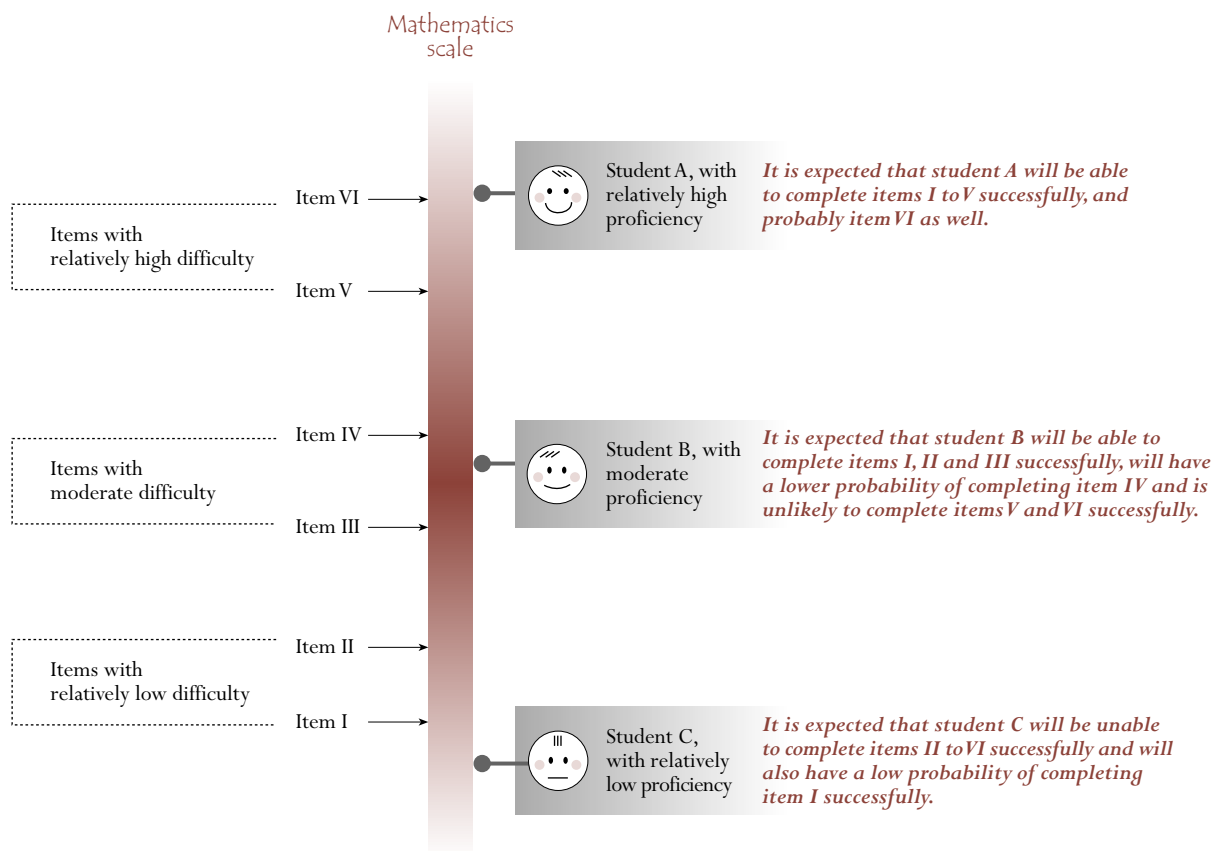 Mathematics
scale
Item VI
Student A, with
relatively high
proficiency
It is expected that student A will be able
to complete items I to V successfully, and
probably item VI as well.
Items with
relatively high difficulty
Item V
Item IV
Student B, with
moderate
proficiency
It is expected that student B will be able to
complete items I, II and III successfully, will have
a lower probability of completing item IV and is
unlikely to complete items V and VI successfully.
Items with
moderate difficulty
Item III
Item II
Items with
relatively low difficulty
Item I
Student C,
with relatively
low proficiency
It is expected that student C will be unable
to complete items II to VI successfully and will
also have a low probability of completing
item I successfully.